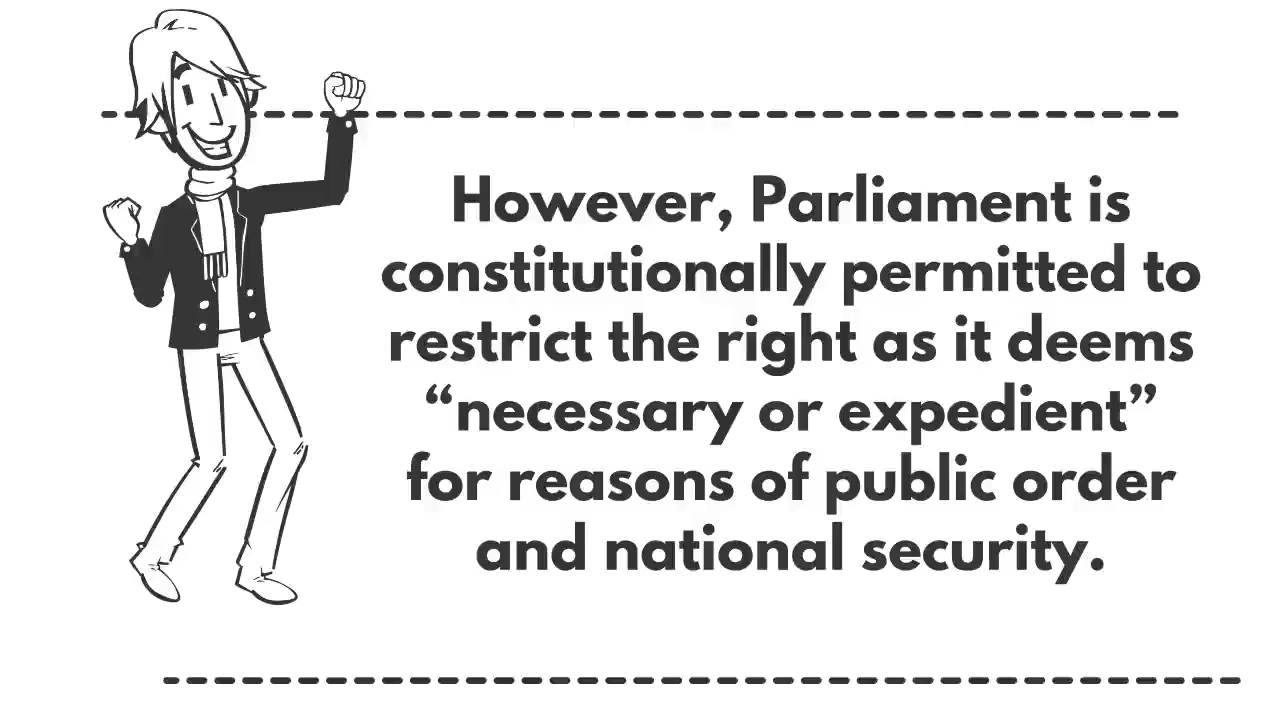 However, Parliament is
constitutionally permitted to
restrict the right as it deems
“necessary or expedient”
for reasons of public order
and national security.